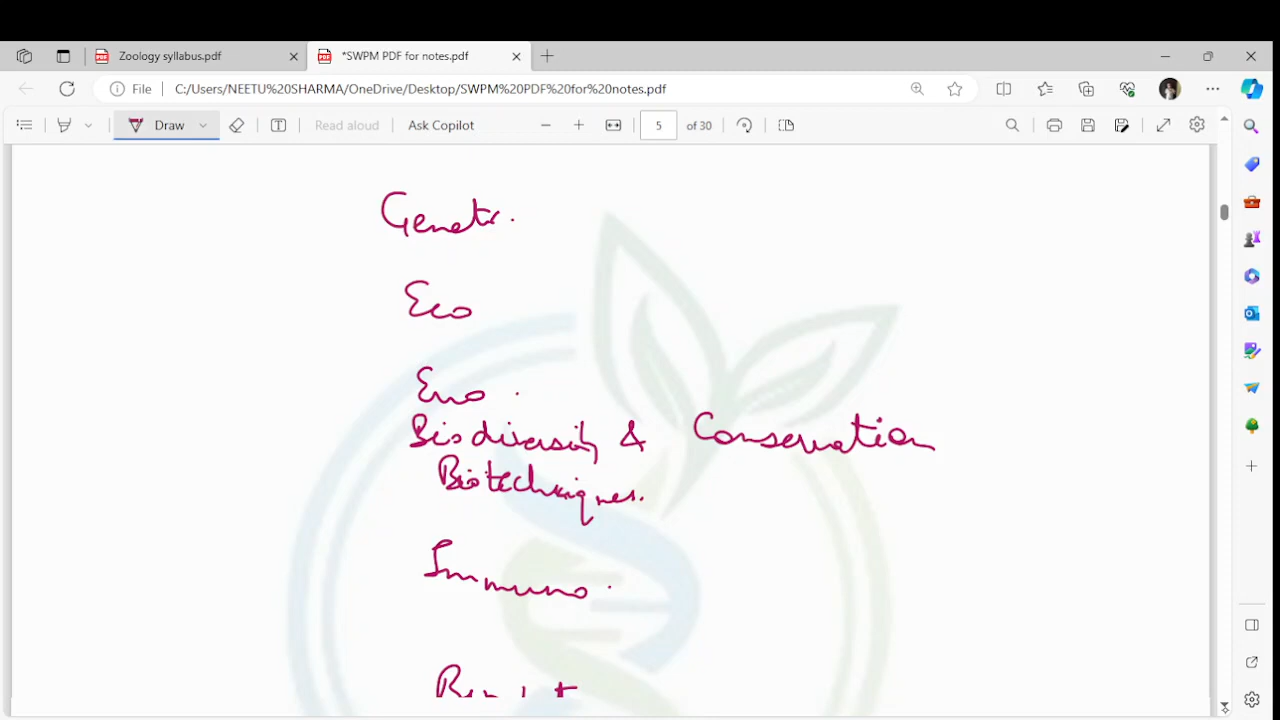 Zoology syllabus.pdf
*SWPM PDF for notes.pdf
File
C:/Users/NEETU%20SHARMA/OneDrive/Desktop/SWPM%20PDF%20for%20notes.pdf
Draw
Read aloud
Ask Copilot
5
of 30
Genetr.
Eco
Evo.
Biodiversity & Conservation
Biotechniques.
Immuno.